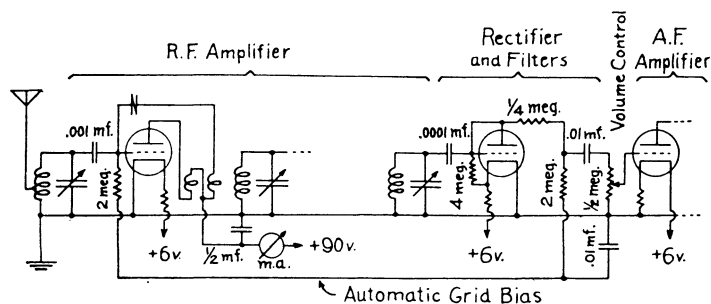 R.F. Amplifier
Rectifier
and Filters
Volume Control
A.F.
Amplifier
.001 mf.
2 meg.
+6v.
1/2 mf.
m.a.
+90v.
.0001 mf.
4 meg.
1/4 meg.
+6v.
2 meg.
.01 mf.
1/2 meg.
.01 mf.
+6v.
Automatic Grid Bias